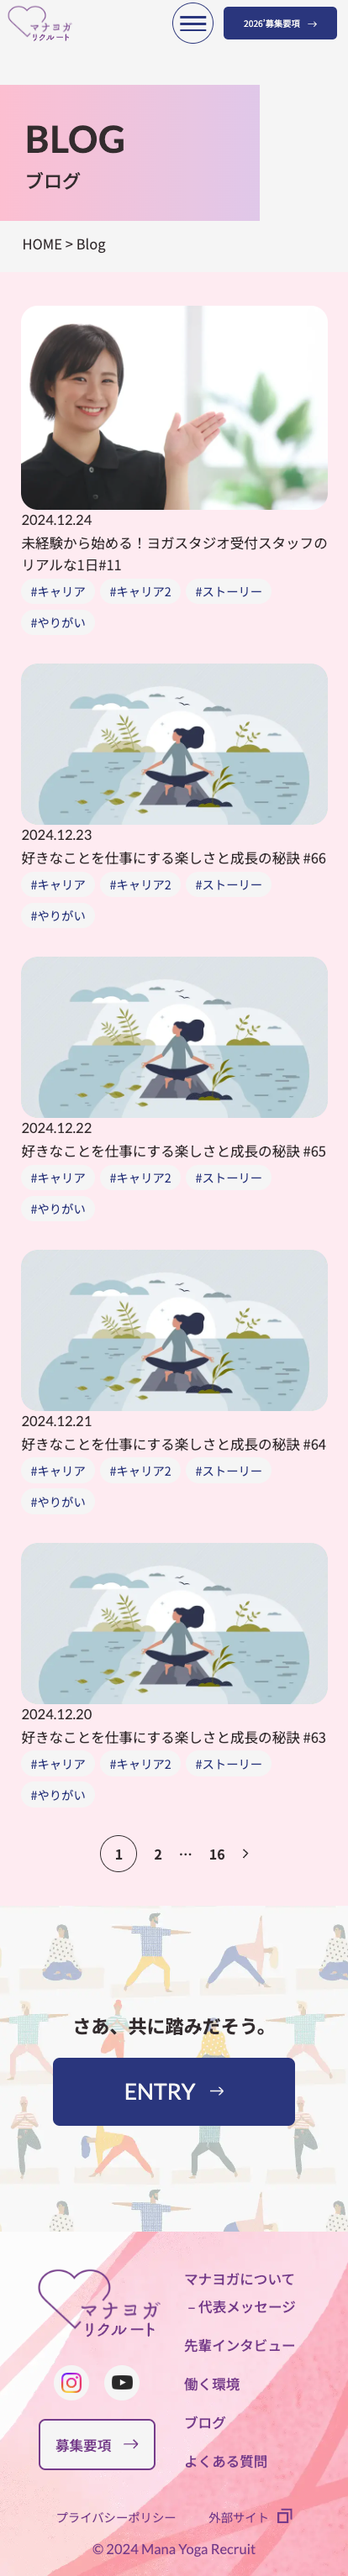 マナヨガ
リクルート
2026'募集要項 →
BLOG
ブログ
HOME > Blog
2024.12.24
未経験から始める！ヨガスタジオ受付スタッフの
リアルな1日#11
#キャリア #キャリア2 #ストーリー
#やりがい
2024.12.23
好きなことを仕事にする楽しさと成長の秘訣 #66
#キャリア #キャリア2 #ストーリー
#やりがい
2024.12.22
好きなことを仕事にする楽しさと成長の秘訣 #65
#キャリア #キャリア2 #ストーリー
#やりがい
2024.12.21
好きなことを仕事にする楽しさと成長の秘訣 #64
#キャリア #キャリア2 #ストーリー
#やりがい
2024.12.20
好きなことを仕事にする楽しさと成長の秘訣 #63
#キャリア #キャリア2 #ストーリー
#やりがい
1 2 … 16 >
さあ、共に踏みだそう。
ENTRY →
マナヨガ
リクルート
募集要項 →
マナヨガについて
– 代表メッセージ
先輩インタビュー
働く環境
ブログ
よくある質問
プライバシーポリシー 外部サイト
© 2024 Mana Yoga Recruit